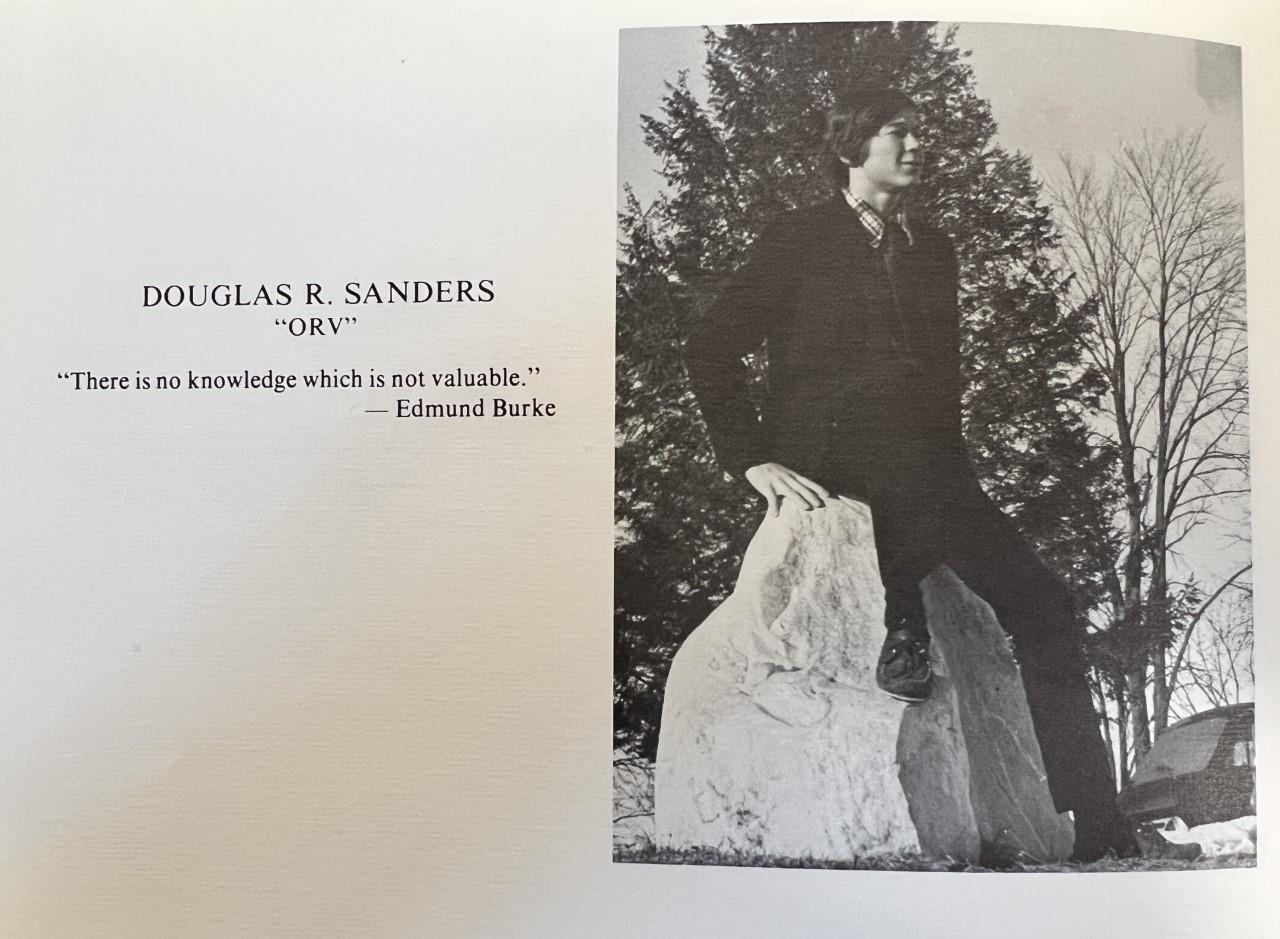 DOUGLAS R. SANDERS
“ORV”
“There is no knowledge which is not valuable.”
— Edmund Burke